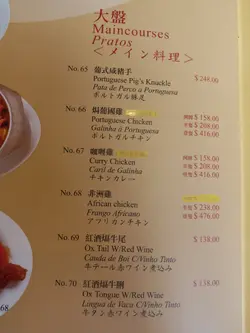 大盤
Maincourses
Pratos
<メイン料理>
No. 65 葡式咸豬手 $ 248.00
Portuguese Pig's Knuckle
Pata de Perco à Portuguesa
ポルトガル豚足
No. 66 焗龍國雞 $ 158.00
Portuguese Chicken $ 208.00
Galinha à Portuguesa $ 416.00
ポルトガルチキン
No. 67 咖喱雞 $ 158.00
Curry Chicken $ 208.00
Caril de Galinha $ 416.00
チキンカレー
No. 68 非洲雞
African chicken $ 238.00
Frango Africano $ 476.00
アフリカンチキン
No. 69 紅酒燴牛尾 $ 138.00
Ox Tail W/Red Wine
Cauda de Boi C/Vinho Tinto
牛テール赤ワイン煮込み
No. 70 紅酒燴牛脷 $ 138.00
Ox Tongue W/Red Wine
Lingua de Vaca C/Vinho Tinto
牛タン赤ワイン煮込み
68